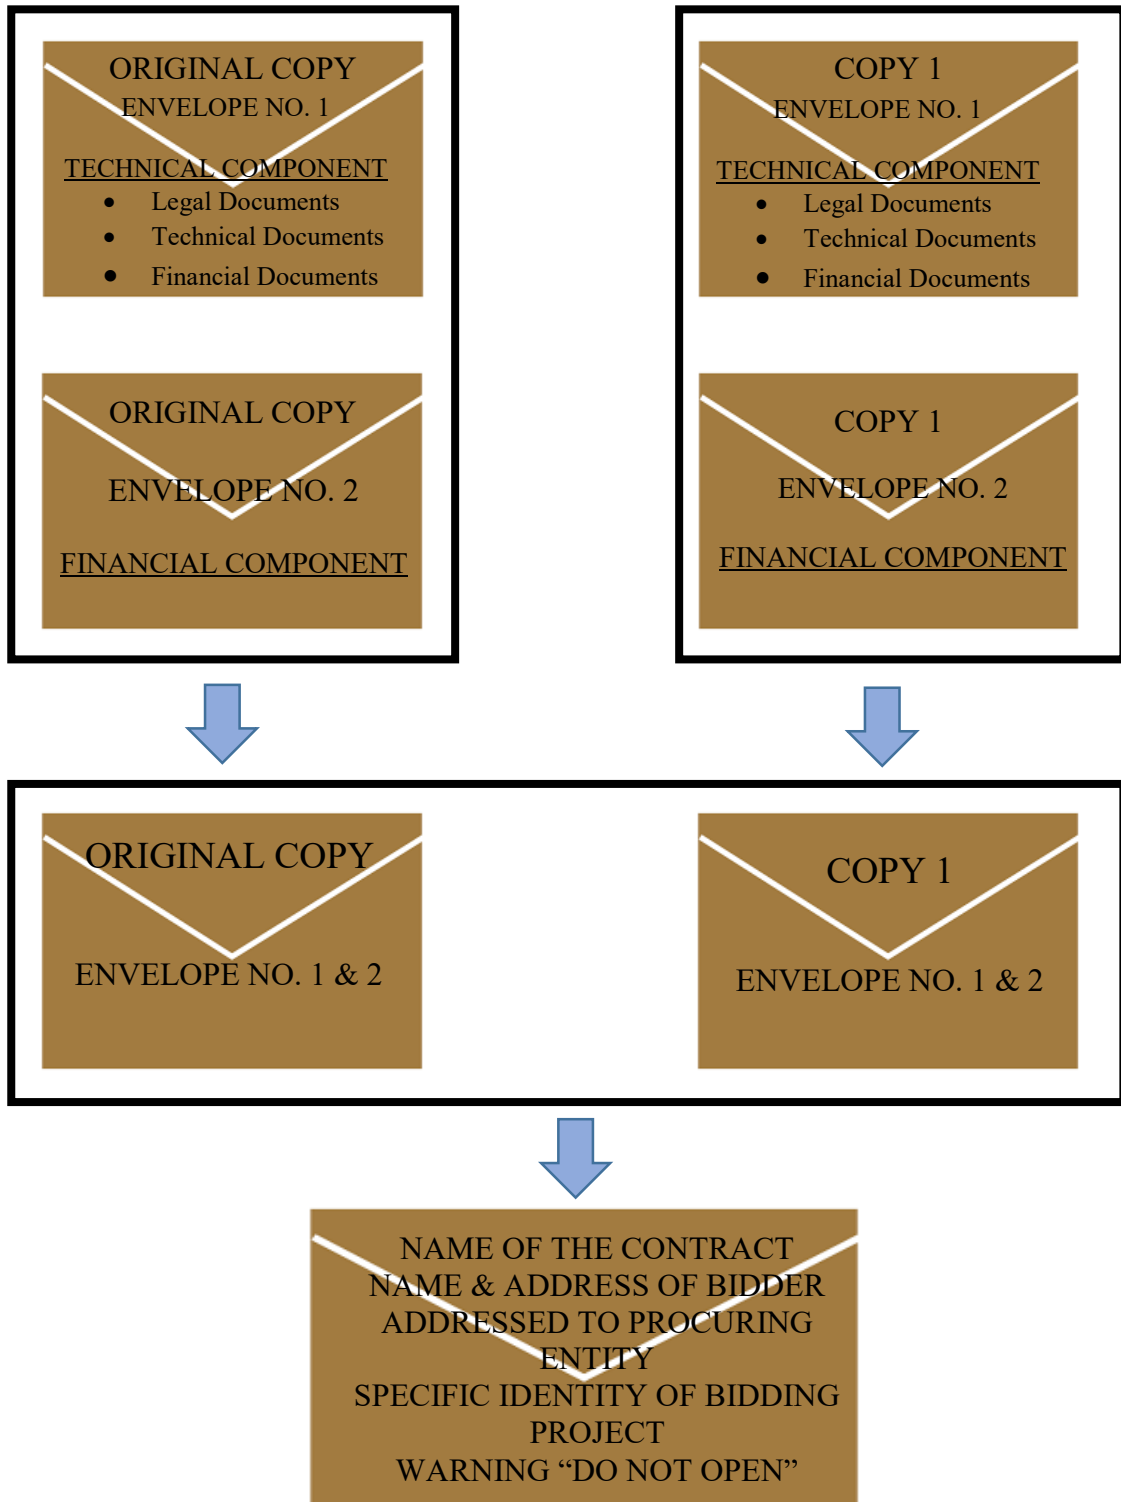 ORIGINAL COPY
ENVELOPE NO. 1
TECHNICAL COMPONENT
• Legal Documents
• Technical Documents
• Financial Documents
COPY 1
ENVELOPE NO. 1
TECHNICAL COMPONENT
• Legal Documents
• Technical Documents
• Financial Documents
ORIGINAL COPY
ENVELOPE NO. 2
FINANCIAL COMPONENT
COPY 1
ENVELOPE NO. 2
FINANCIAL COMPONENT
ORIGINAL COPY
ENVELOPE NO. 1 & 2
COPY 1
ENVELOPE NO. 1 & 2
NAME OF THE CONTRACT
NAME & ADDRESS OF BIDDER
ADDRESSED TO PROCURING
ENTITY
SPECIFIC IDENTITY OF BIDDING
PROJECT
WARNING “DO NOT OPEN”